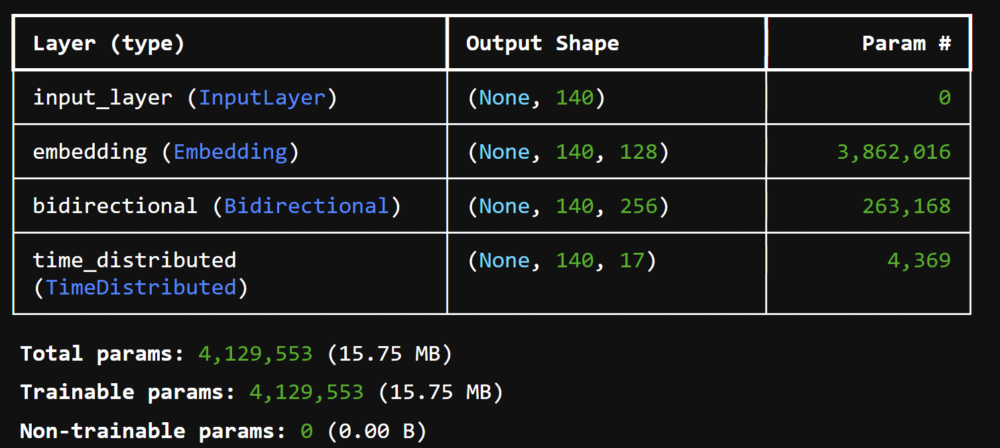 Layer (type) Output Shape Param #
input_layer (InputLayer) (None, 140) 0
embedding (Embedding) (None, 140, 128) 3,862,016
bidirectional (Bidirectional) (None, 140, 256) 263,168
time_distributed (None, 140, 17) 4,369
(TimeDistributed)
Total params: 4,129,553 (15.75 MB)
Trainable params: 4,129,553 (15.75 MB)
Non-trainable params: 0 (0.00 B)